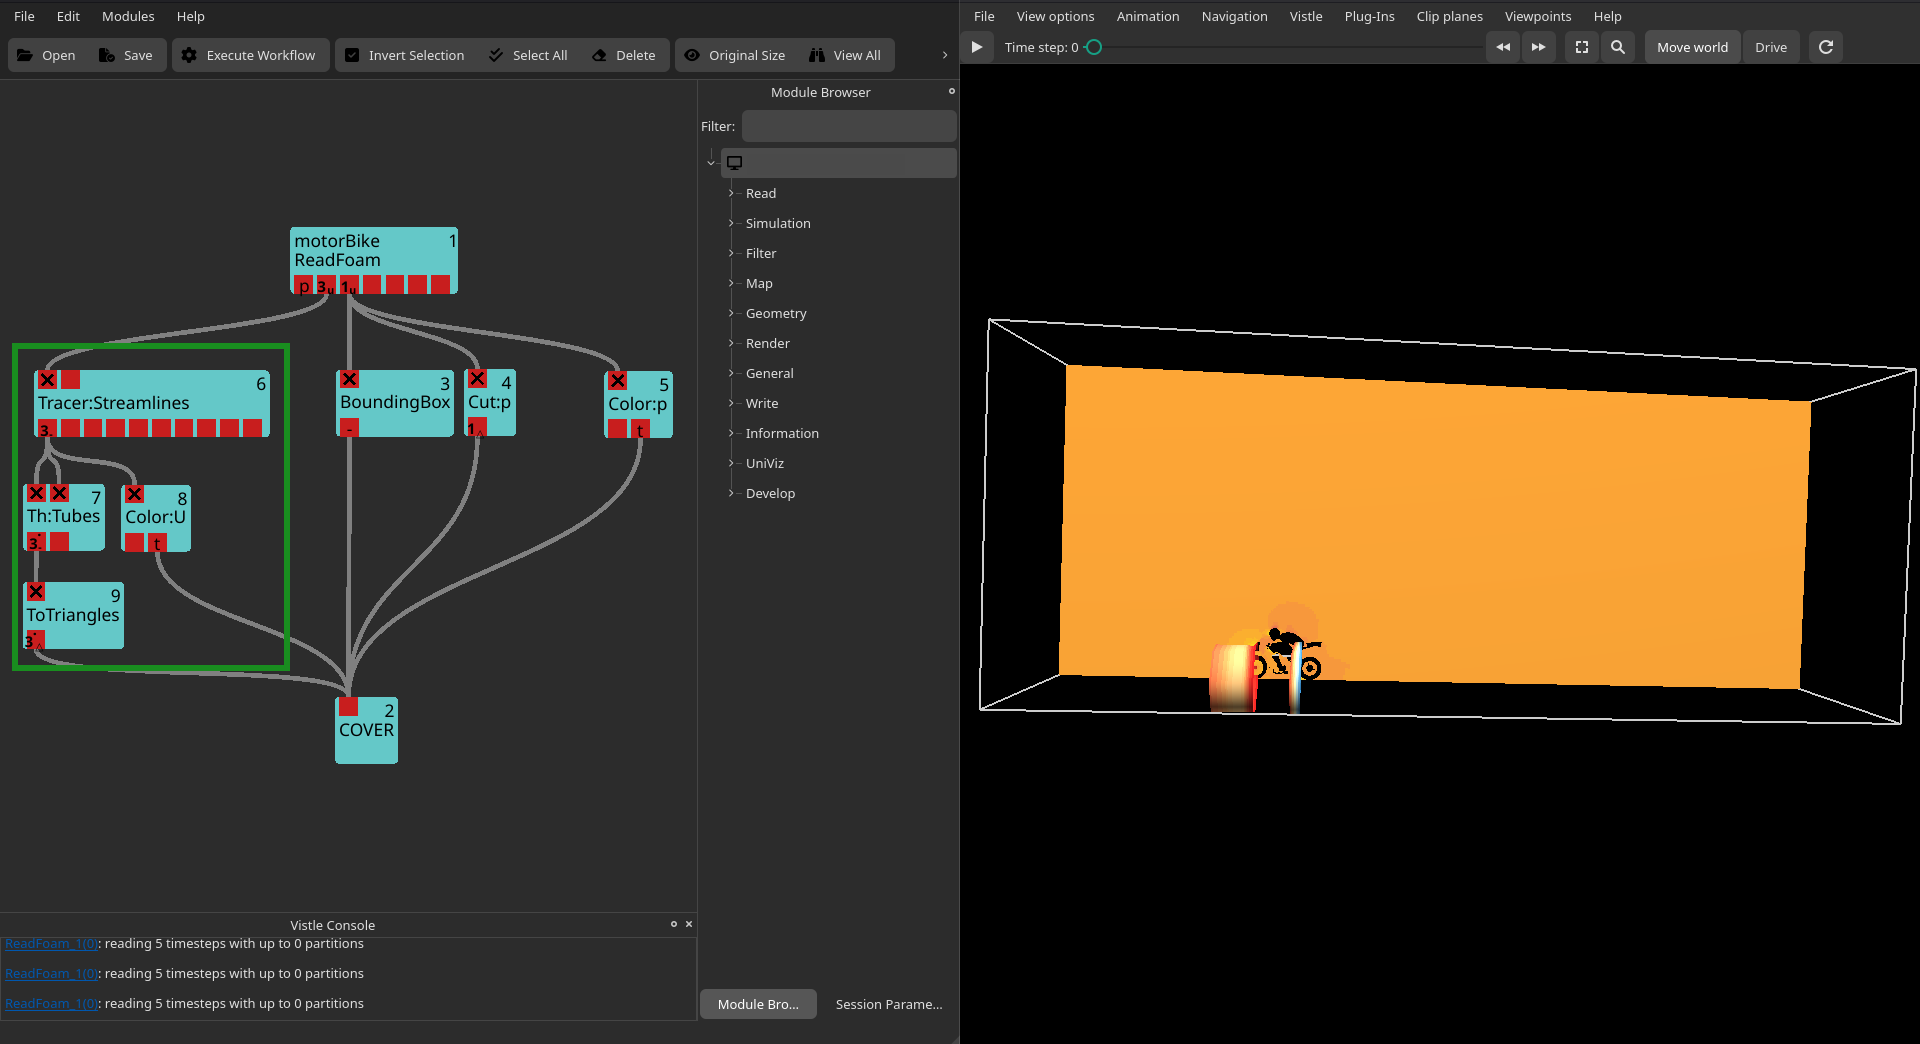 File Edit Modules Help
Open Save Execute Workflow Invert Selection Select All Delete Original Size View All
motorBike 1
ReadFoam
p 3u 1u
6
Tracer:Streamlines
3
3
BoundingBox
-
4
Cut:p
1
5
Color:p
t
7
Th:Tubes
3
8
Color:U
t
9
ToTriangles
3
2
COVER
Module Browser
Filter:
Read
Simulation
Filter
Map
Geometry
Render
General
Write
Information
UniViz
Develop
Module Bro... Session Parame...
Vistle Console
ReadFoam_1(0): reading 5 timesteps with up to 0 partitions
ReadFoam_1(0): reading 5 timesteps with up to 0 partitions
ReadFoam_1(0): reading 5 timesteps with up to 0 partitions
File View options Animation Navigation Vistle Plug-Ins Clip planes Viewpoints Help
Time step: 0 Move world Drive